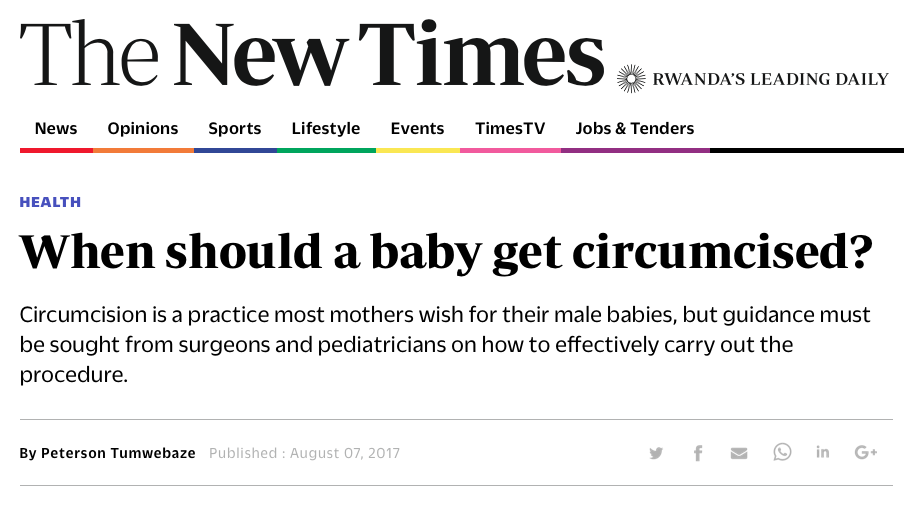 The New Times RWANDA'S LEADING DAILY
News Opinions Sports Lifestyle Events TimesTV Jobs & Tenders
HEALTH
When should a baby get circumcised?
Circumcision is a practice most mothers wish for their male babies, but guidance must
be sought from surgeons and pediatricians on how to effectively carry out the
procedure.
By Peterson Tumwebaze Published : August 07, 2017